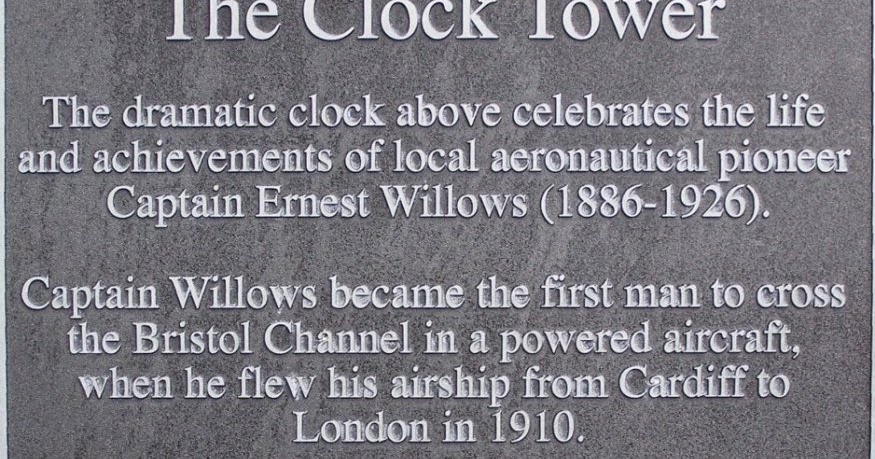 The Clock Tower
The dramatic clock above celebrates the life
and achievements of local aeronautical pioneer
Captain Ernest Willows (1886-1926).
Captain Willows became the first man to cross
the Bristol Channel in a powered aircraft,
when he flew his airship from Cardiff to
London in 1910.